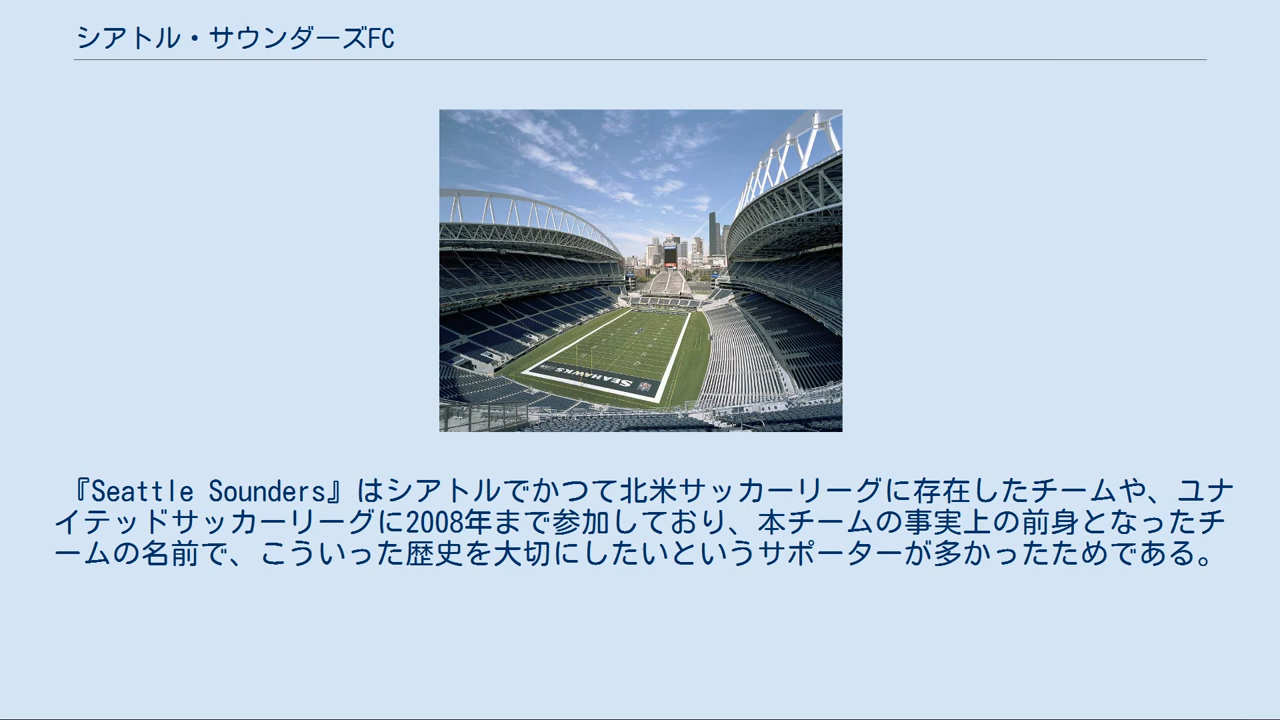 シアトル・サウンダーズFC
SEAHAWKS
『Seattle Sounders』はシアトルでかつて北米サッカーリーグに存在したチームや、ユナ
イテッドサッカーリーグに2008年まで参加しており、本チームの事実上の前身となったチ
ームの名前で、こういった歴史を大切にしたいというサポーターが多かったためである。